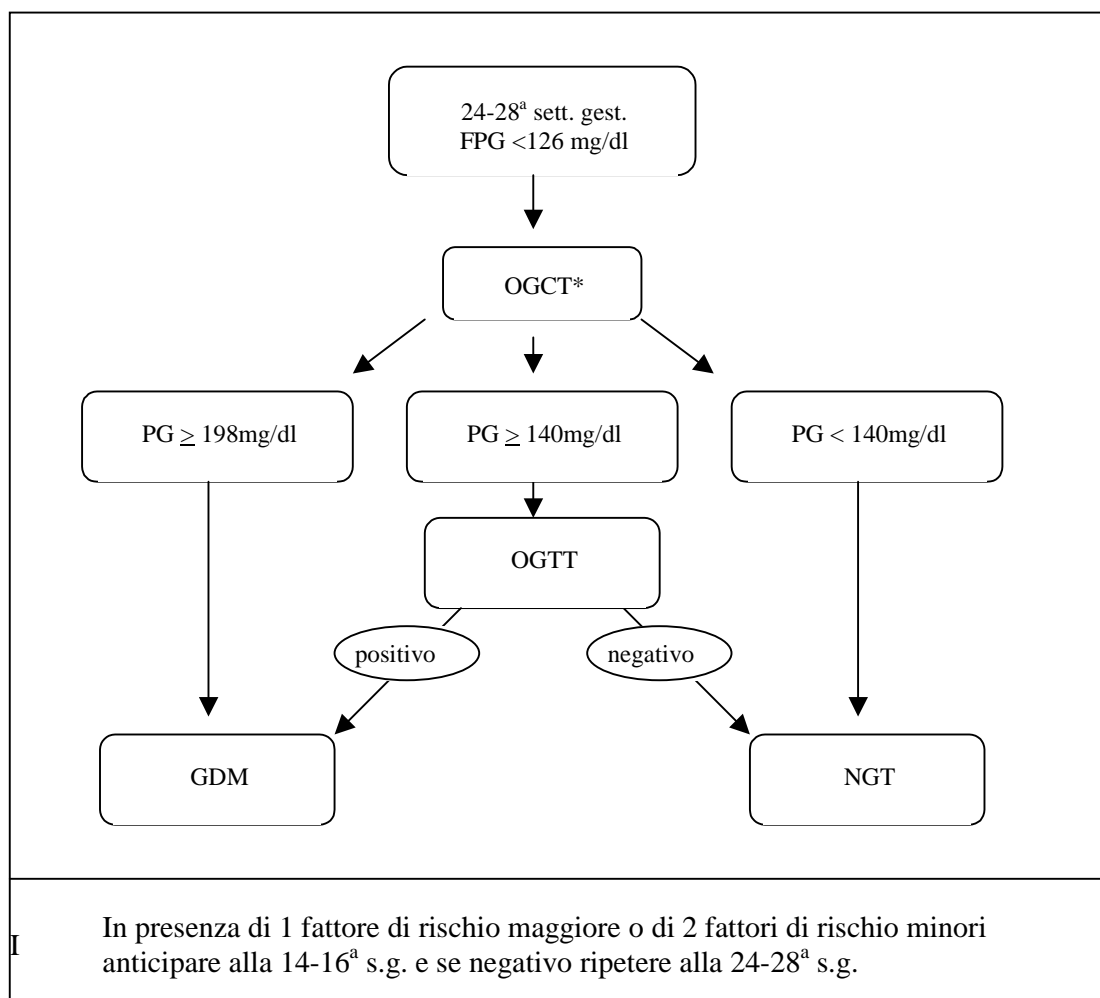 24-28ª sett. gest.
FPG <126 mg/dl
OGCT*
PG ≥ 198mg/dl
PG ≥ 140mg/dl
PG < 140mg/dl
OGTT
positivo
negativo
GDM
NGT
I
In presenza di 1 fattore di rischio maggiore o di 2 fattori di rischio minori
anticipare alla 14-16ª s.g. e se negativo ripetere alla 24-28ª s.g.